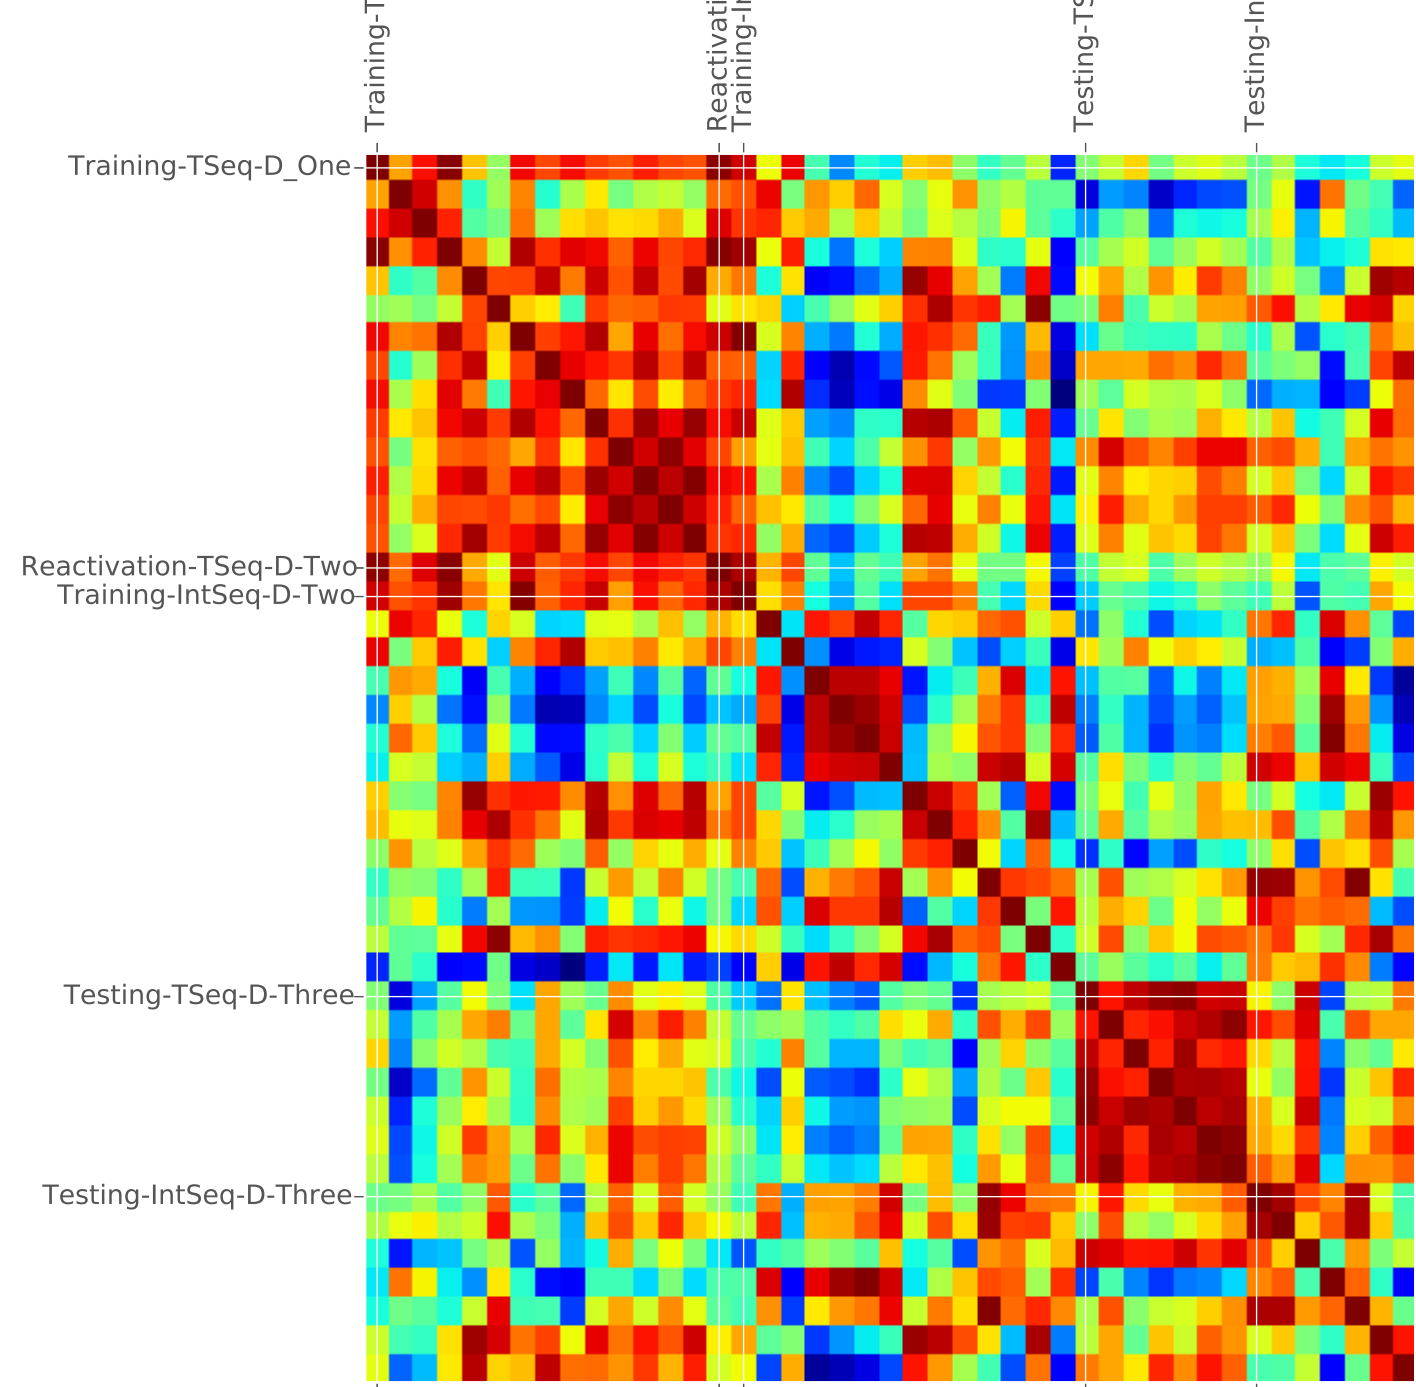 Training-T
Reactivati
Training-I
Testing-TS
Testing-In
Training-TSeq-D_One
Reactivation-TSeq-D-Two
Training-IntSeq-D-Two
Testing-TSeq-D-Three
Testing-IntSeq-D-Three